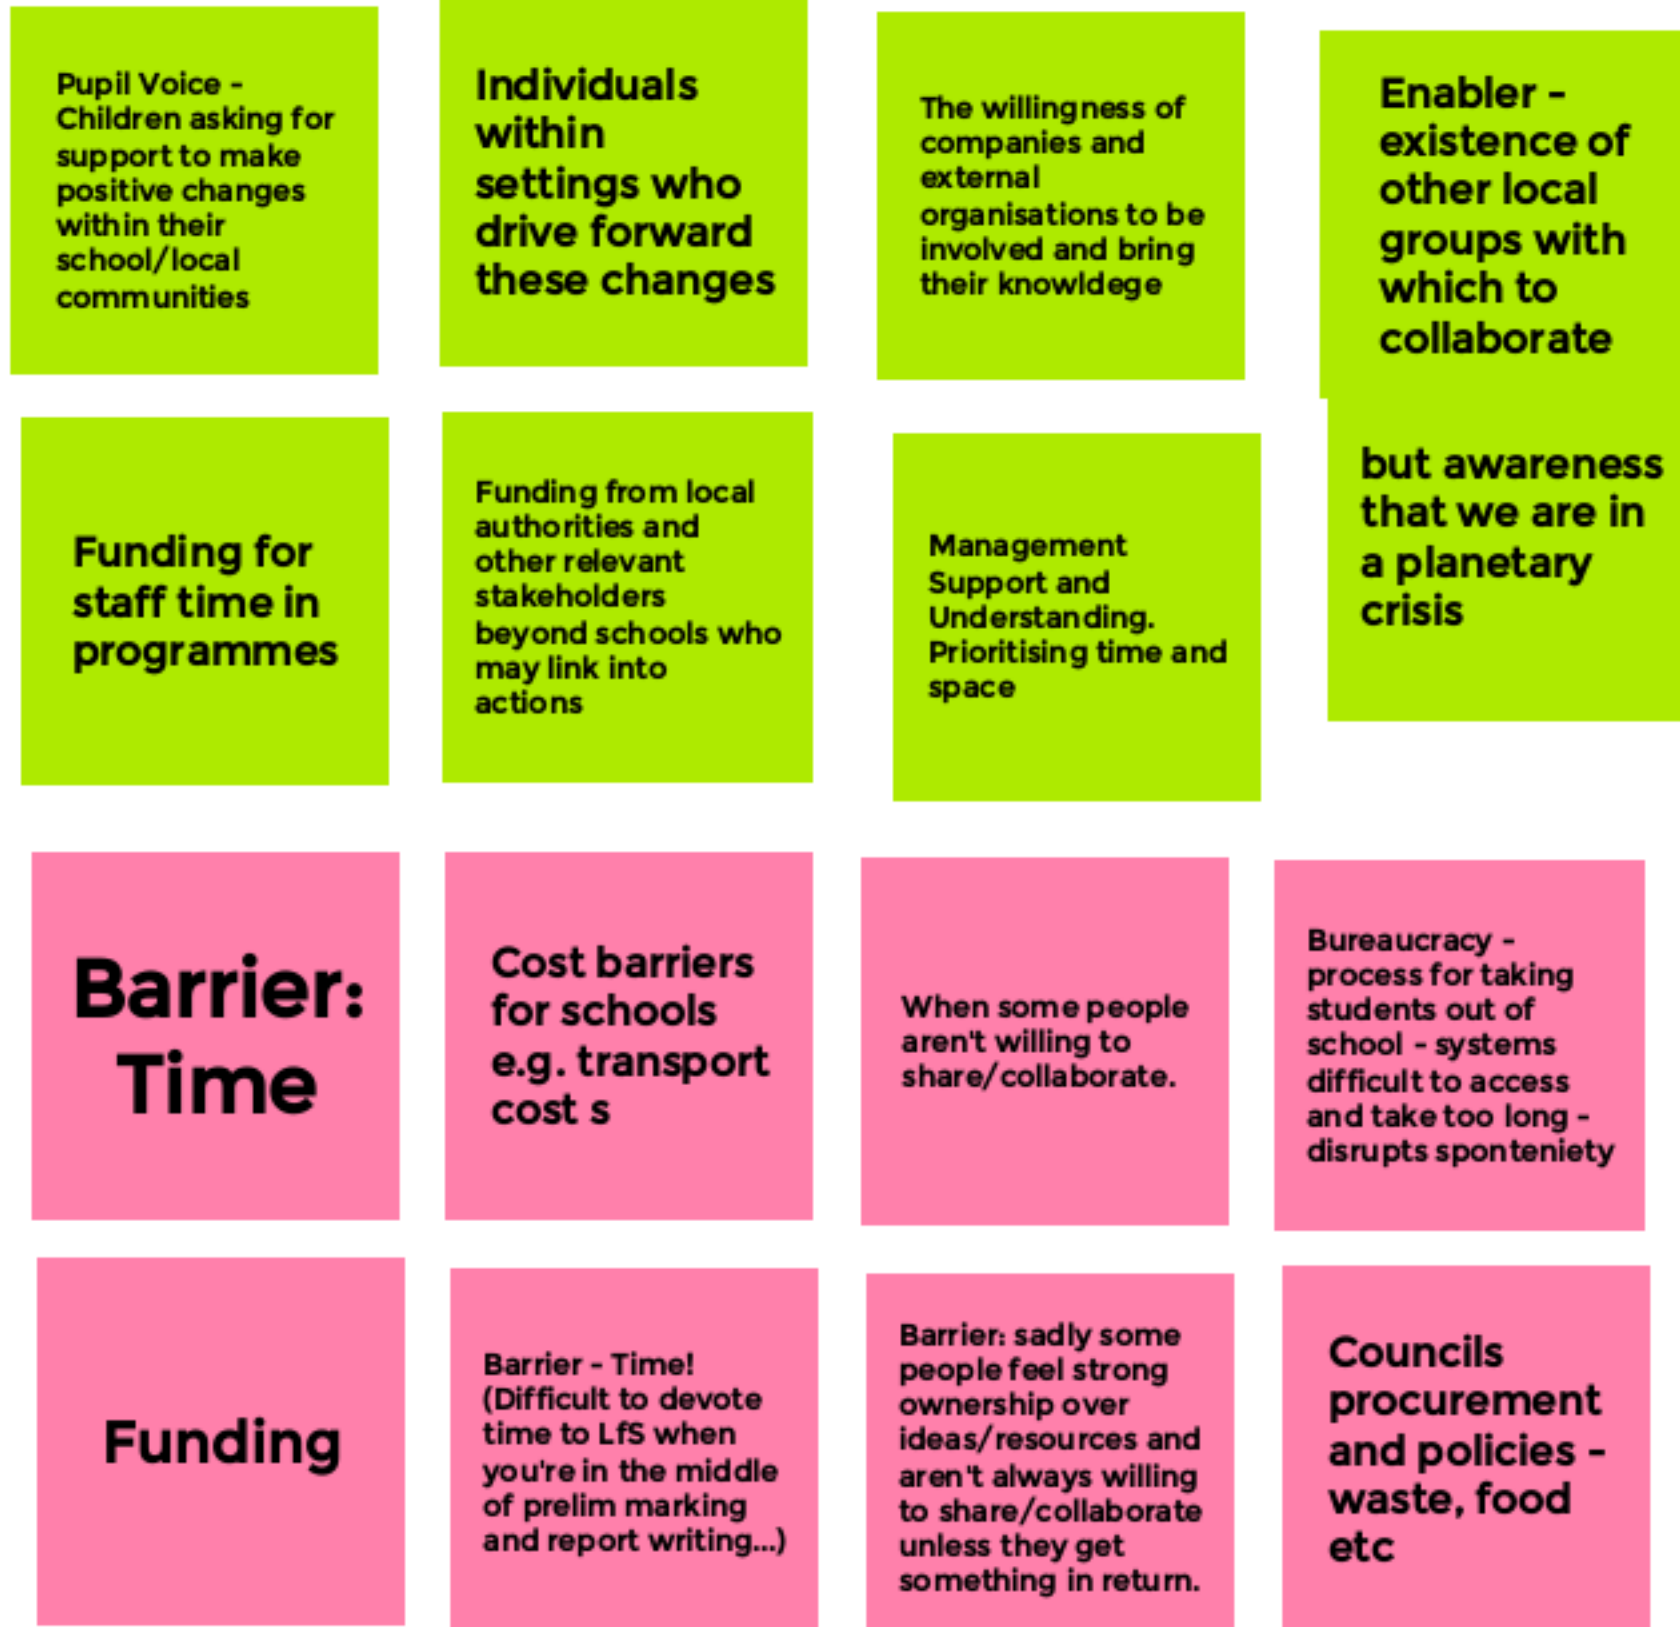 Pupil Voice -
Children asking for
support to make
positive changes
within their
school/local
communities
Individuals
within
settings who
drive forward
these changes
The willingness of
companies and
external
organisations to be
involved and bring
their knowldege
Enabler -
existence of
other local
groups with
which to
collaborate
Funding for
staff time in
programmes
Funding from local
authorities and
other relevant
stakeholders
beyond schools who
may link into
actions
Management
Support and
Understanding.
Prioritising time and
space
but awareness
that we are in
a planetary
crisis
Barrier:
Time
Cost barriers
for schools
e.g. transport
cost s
When some people
aren't willing to
share/collaborate.
Bureaucracy -
process for taking
students out of
school - systems
difficult to access
and take too long -
disrupts sponteniety
Funding
Barrier - Time!
(Difficult to devote
time to LfS when
you're in the middle
of prelim marking
and report writing...)
Barrier: sadly some
people feel strong
ownership over
ideas/resources and
aren't always willing
to share/collaborate
unless they get
something in return.
Councils
procurement
and policies -
waste, food
etc